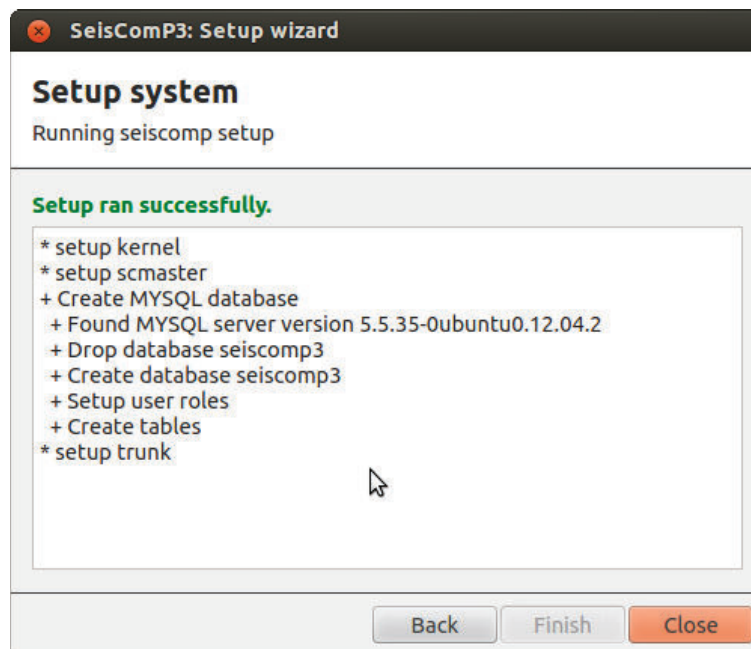 SeisComP3: Setup wizard
Setup system
Running seiscomp setup
Setup ran successfully.
* setup kernel
* setup scmaster
+ Create MYSQL database
+ Found MYSQL server version 5.5.35-0ubuntu0.12.04.2
+ Drop database seiscomp3
+ Create database seiscomp3
+ Setup user roles
+ Create tables
* setup trunk
Back Finish Close